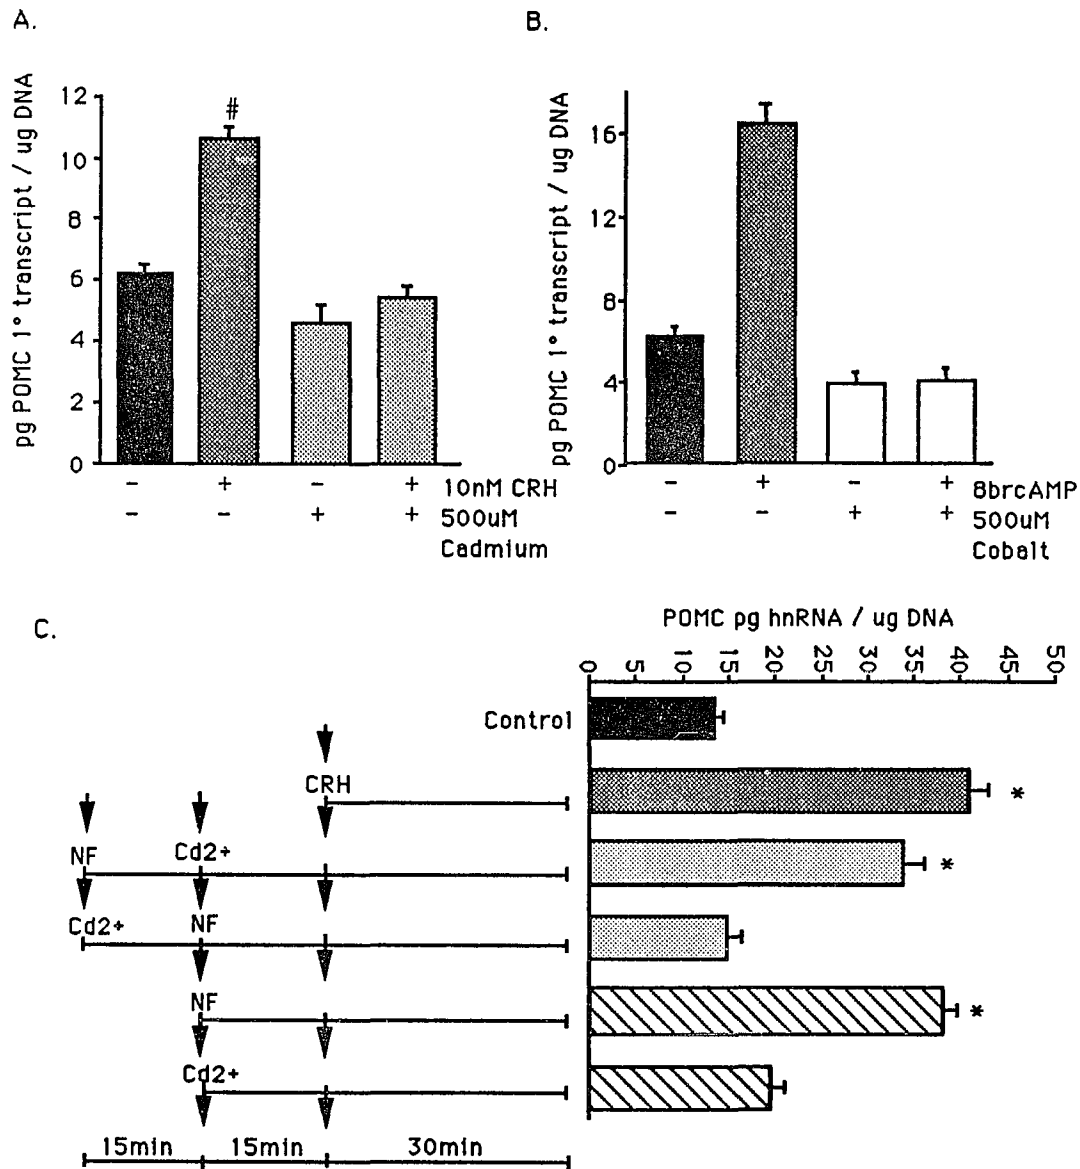 A.
pg POMC 1° transcript / ug DNA
12
10
8
6
4
2
0
#
- + - + 10nM CRH
- - + + 500uM
Cadmium
B.
pg POMC 1° transcript / ug DNA
16
12
8
4
0
- + - + 8brcAMP
- - + + 500uM
Cobalt
C.
POMC pg hnRNA / ug DNA
0 5 10 15 20 25 30 35 40 45 50
Control
CRH
*
NF Cd2+
*
Cd2+ NF
NF
*
Cd2+
15min 15min 30min